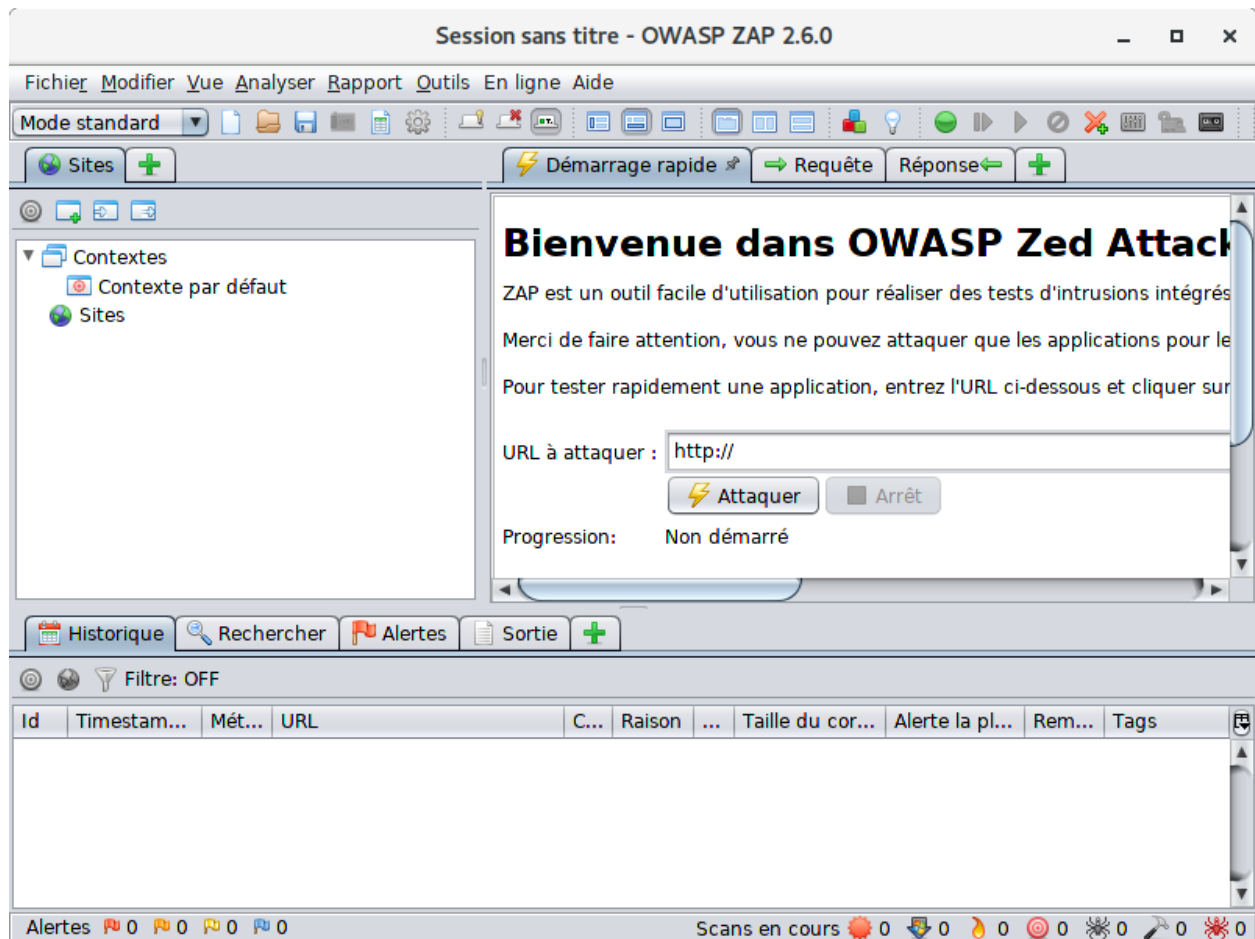 Session sans titre - OWASP ZAP 2.6.0
Fichier Modifier Vue Analyser Rapport Outils En ligne Aide
Mode standard
Sites
Démarrage rapide Requête Réponse
Contextes
Contexte par défaut
Sites
Bienvenue dans OWASP Zed Attack
ZAP est un outil facile d'utilisation pour réaliser des tests d'intrusions intégrés
Merci de faire attention, vous ne pouvez attaquer que les applications pour le
Pour tester rapidement une application, entrez l'URL ci-dessous et cliquer sur
URL à attaquer : http://
Attaquer Arrêt
Progression: Non démarré
Historique Rechercher Alertes Sortie
Filtre: OFF
Id Timestam... Mét... URL C... Raison ... Taille du cor... Alerte la pl... Rem... Tags
Alertes 0 0 0 0 Scans en cours 0 0 0 0 0 0 0